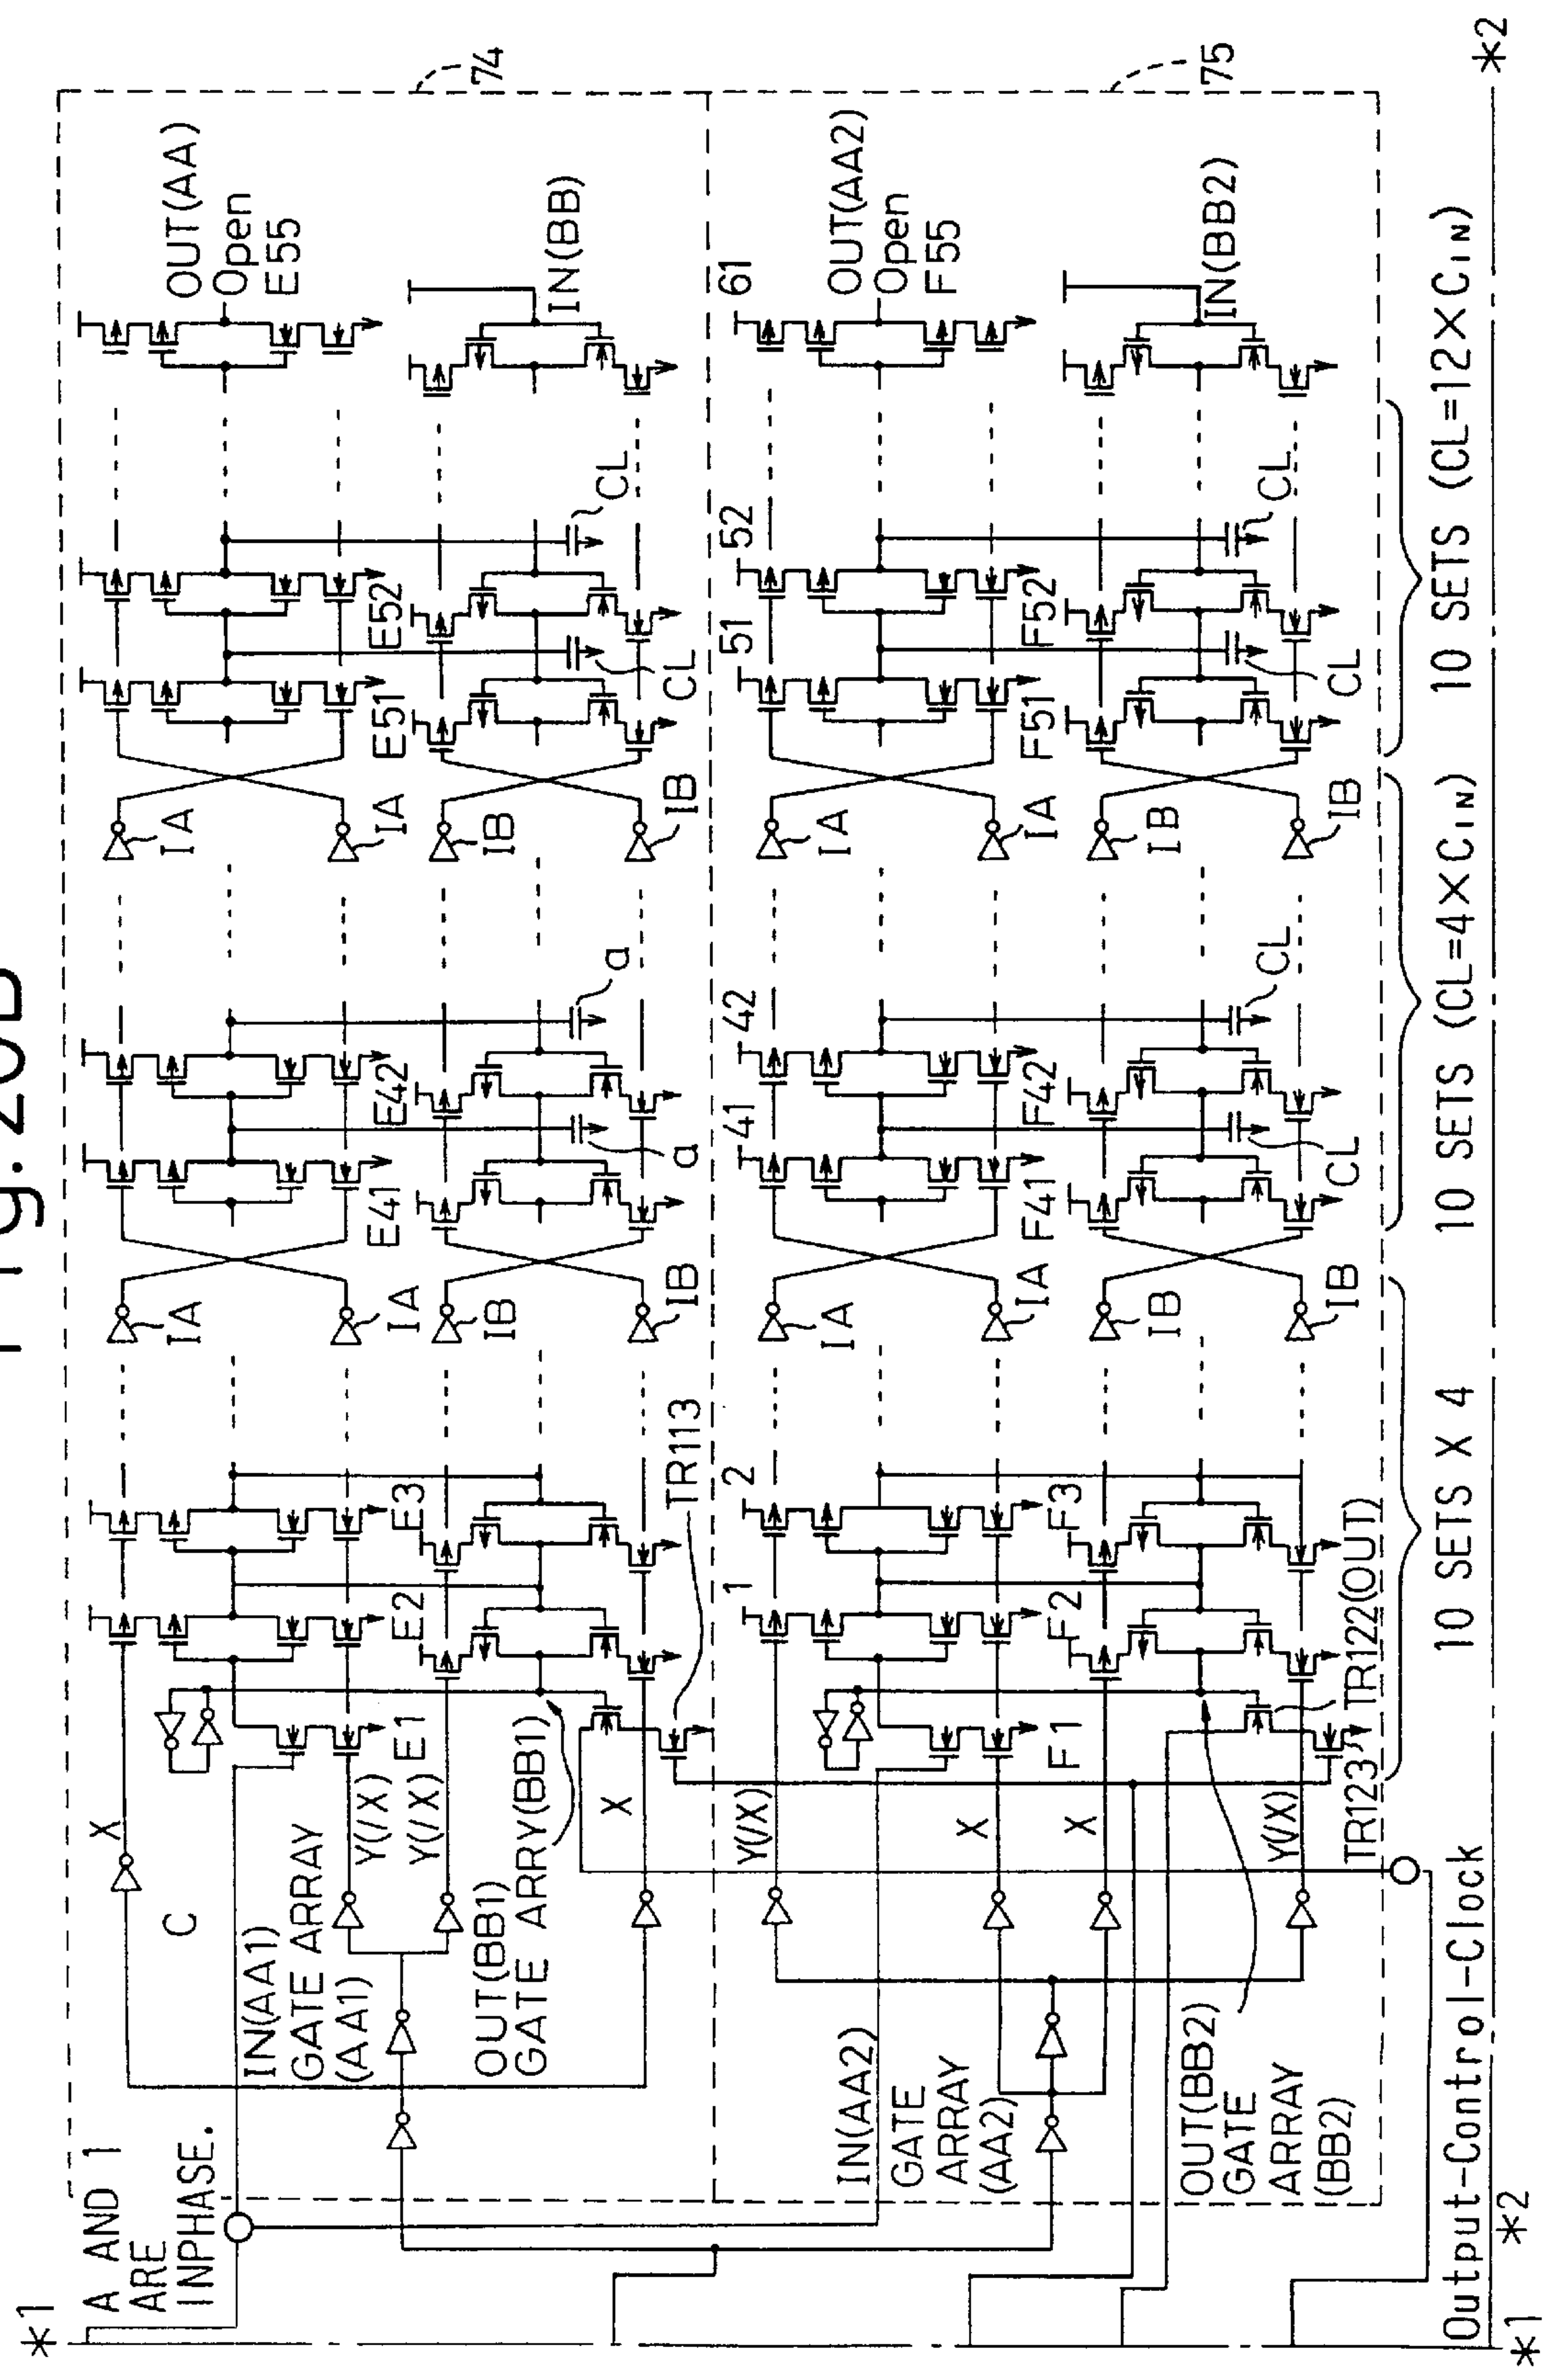 Fig. 20B
*1
A AND 1
ARE
INPHASE.
C
X
IN(AA1)
GATE ARRAY
(AA1)
Y(/X)
Y(/X)
OUT(BB1)
GATE ARRAY(BB1)
OUT(BB1)
GATE ARRY(BB1)
X
E1
E2
E3
TR113
IA
IA
IB
IB
E41
E42
a
a
IA
IA
IB
IB
E51
E52
CL
CL
OUT(AA)
Open
E55
IN(BB)
74
IN(AA2)
GATE
ARRAY
(AA2)
Y(/X)
X
X
Y(/X)
OUT(BB2)
GATE
ARRAY
(BB2)
1
2
F1
F2
F3
TR123
TR122(OUT)
IA
IA
IB
IB
41
42
F41
F42
CL
CL
IA
IA
IB
IB
51
52
F51
F52
CL
CL
61
OUT(AA2)
Open
F55
IN(BB2)
75
10 SETS X 4
10 SETS (CL=4×CIN)
10 SETS (CL=12×CIN)
Output-Control-Clock
*1
*2
*2